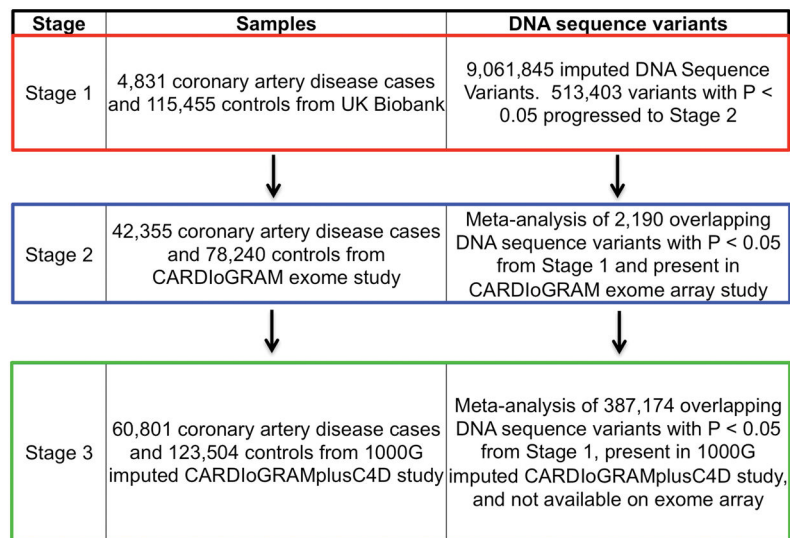 Stage Samples DNA sequence variants
Stage 1
4,831 coronary artery disease cases
and 115,455 controls from UK Biobank
9,061,845 imputed DNA Sequence
Variants.  513,403 variants with P <
0.05 progressed to Stage 2
Stage 2
42,355 coronary artery disease cases
and 78,240 controls from
CARDIoGRAM exome study
Meta-analysis of 2,190 overlapping
DNA sequence variants with P < 0.05
from Stage 1 and present in
CARDIoGRAM exome array study
Stage 3
60,801 coronary artery disease cases
and 123,504 controls from 1000G
imputed CARDIoGRAMplusC4D study
Meta-analysis of 387,174 overlapping
DNA sequence variants with P < 0.05
from Stage 1, present in 1000G
imputed CARDIoGRAMplusC4D study,
and not available on exome array